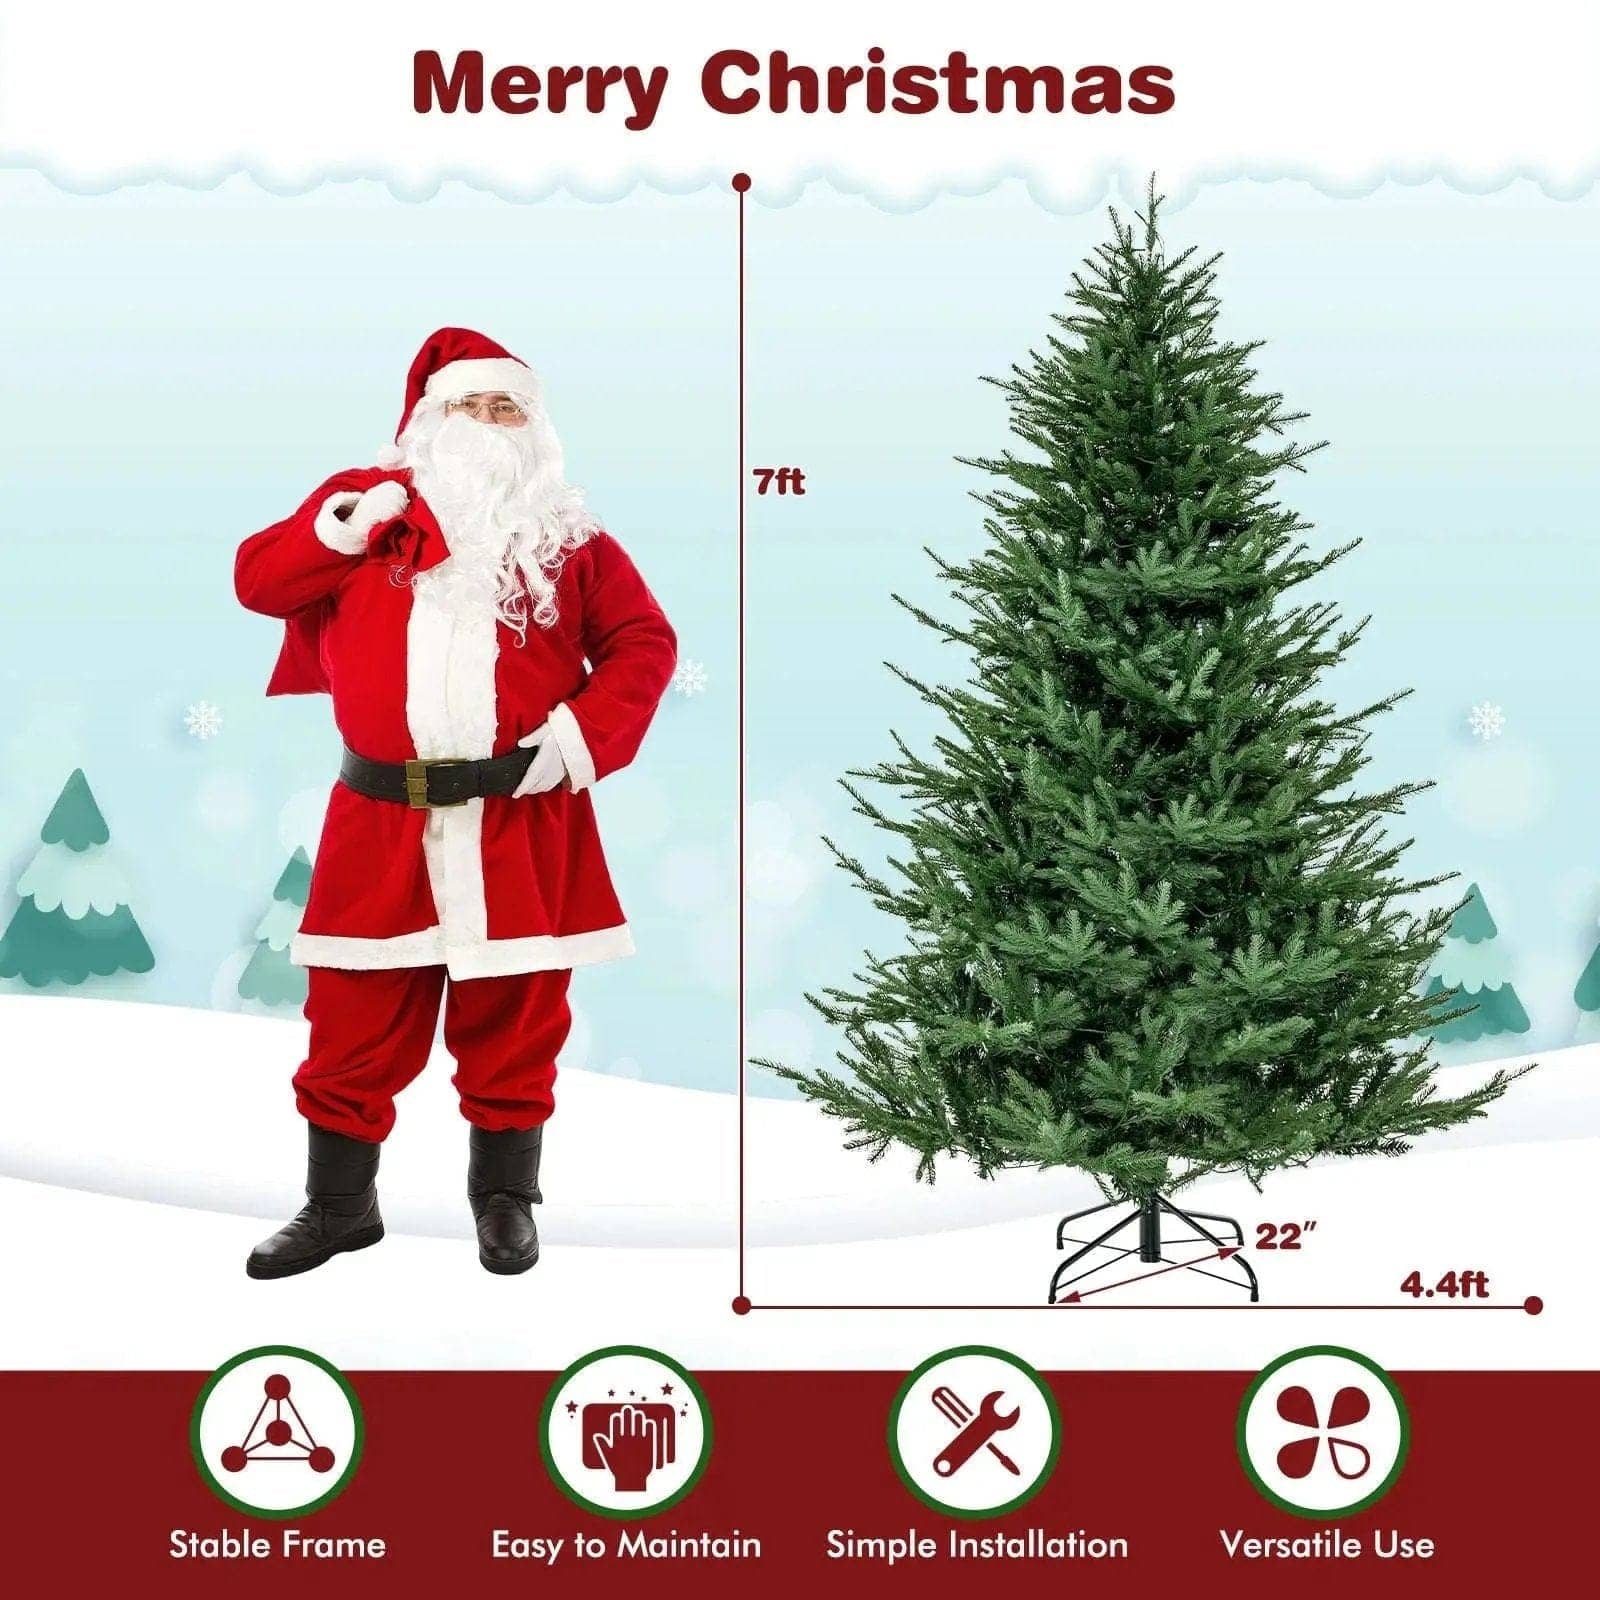 Merry Christmas
7ft
22"
4.4ft
Stable Frame
Easy to Maintain
Simple Installation
Versatile Use